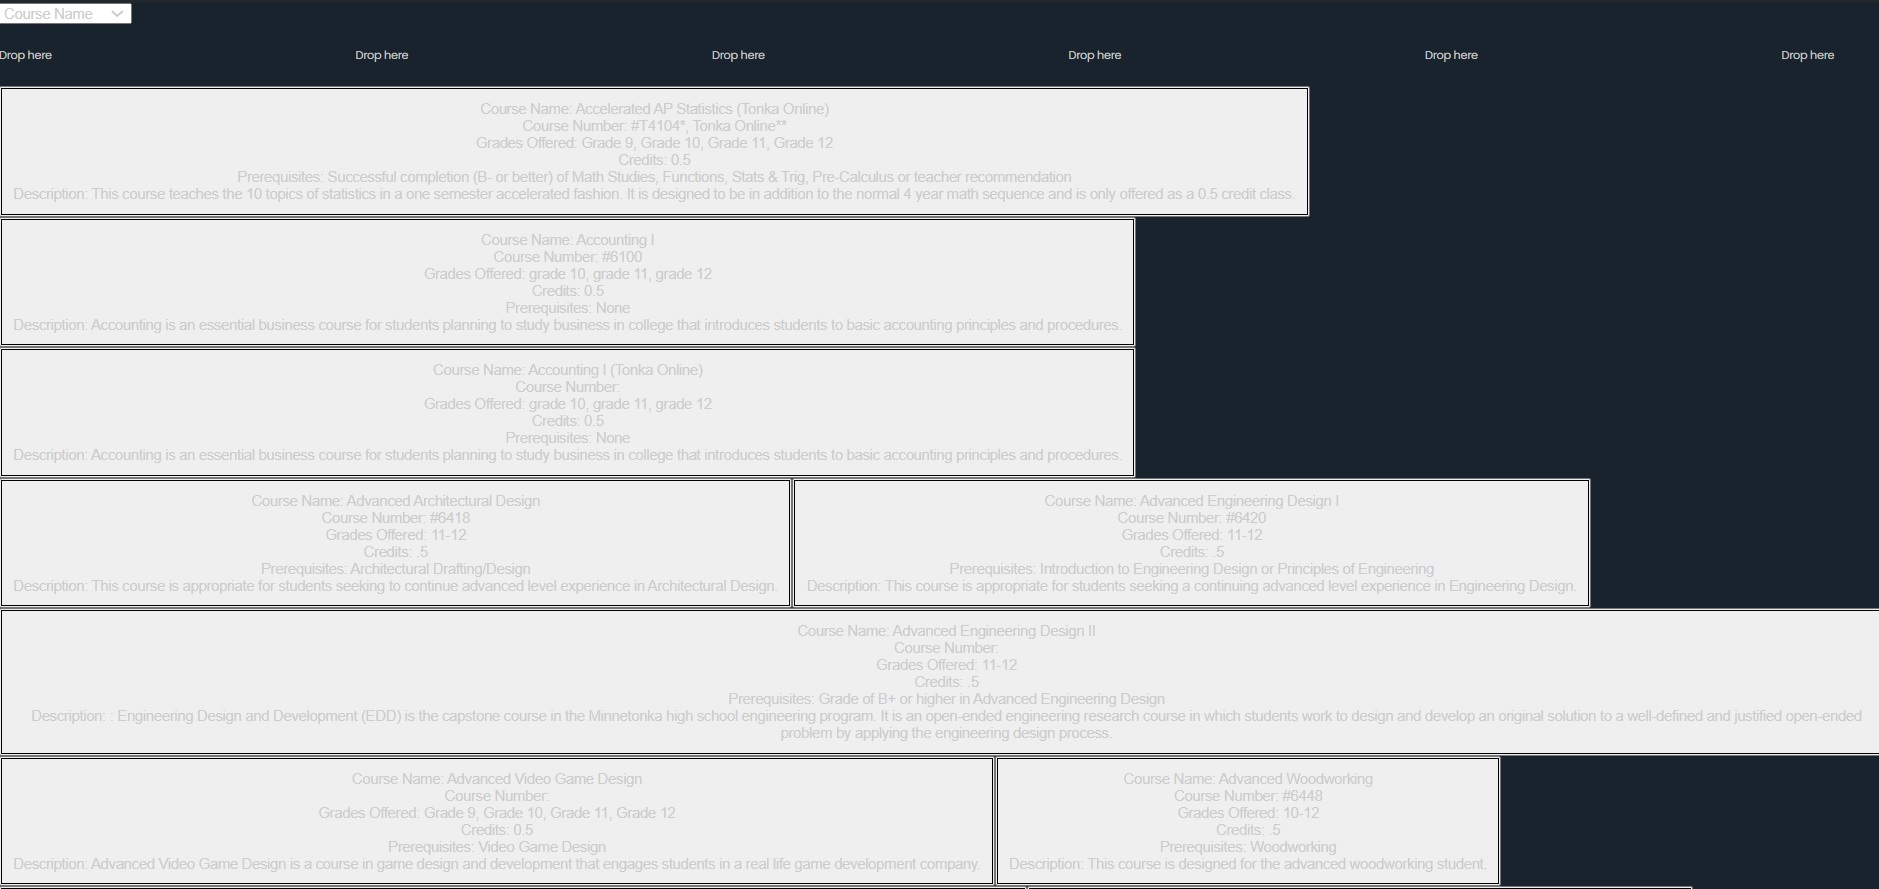 Course Name
Drop here
Drop here
Drop here
Drop here
Drop here
Drop here
Course Name: Accelerated AP Statistics (Tonka Online)
Course Number: #T4104*, Tonka Online**
Grades Offered: Grade 9, Grade 10, Grade 11, Grade 12
Credits: 0.5
Prerequisites: Successful completion (B- or better) of Math Studies, Functions, Stats & Trig, Pre-Calculus or teacher recommendation
Description: This course teaches the 10 topics of statistics in a one semester accelerated fashion. It is designed to be in addition to the normal 4 year math sequence and is only offered as a 0.5 credit class.
Course Name: Accounting I
Course Number: #6100
Grades Offered: grade 10, grade 11, grade 12
Credits: 0.5
Prerequisites: None
Description: Accounting is an essential business course for students planning to study business in college that introduces students to basic accounting principles and procedures.
Course Name: Accounting I (Tonka Online)
Course Number:
Grades Offered: grade 10, grade 11, grade 12
Credits: 0.5
Prerequisites: None
Description: Accounting is an essential business course for students planning to study business in college that introduces students to basic accounting principles and procedures.
Course Name: Advanced Architectural Design
Course Number: #6418
Grades Offered: 11-12
Credits: .5
Prerequisites: Architectural Drafting/Design
Description: This course is appropriate for students seeking to continue advanced level experience in Architectural Design.
Course Name: Advanced Engineering Design I
Course Number: #6420
Grades Offered: 11-12
Credits: .5
Prerequisites: Introduction to Engineering Design or Principles of Engineering
Description: This course is appropriate for students seeking a continuing advanced level experience in Engineering Design.
Course Name: Advanced Engineering Design II
Course Number:
Grades Offered: 11-12
Credits: .5
Prerequisites: Grade of B+ or higher in Advanced Engineering Design
Description: : Engineering Design and Development (EDD) is the capstone course in the Minnetonka high school engineering program. It is an open-ended engineering research course in which students work to design and develop an original solution to a well-defined and justified open-ended
problem by applying the engineering design process.
Course Name: Advanced Video Game Design
Course Number:
Grades Offered: Grade 9, Grade 10, Grade 11, Grade 12
Credits: 0.5
Prerequisites: Video Game Design
Description: Advanced Video Game Design is a course in game design and development that engages students in a real life game development company.
Course Name: Advanced Woodworking
Course Number: #6448
Grades Offered: 10-12
Credits: .5
Prerequisites: Woodworking
Description: This course is designed for the advanced woodworking student.